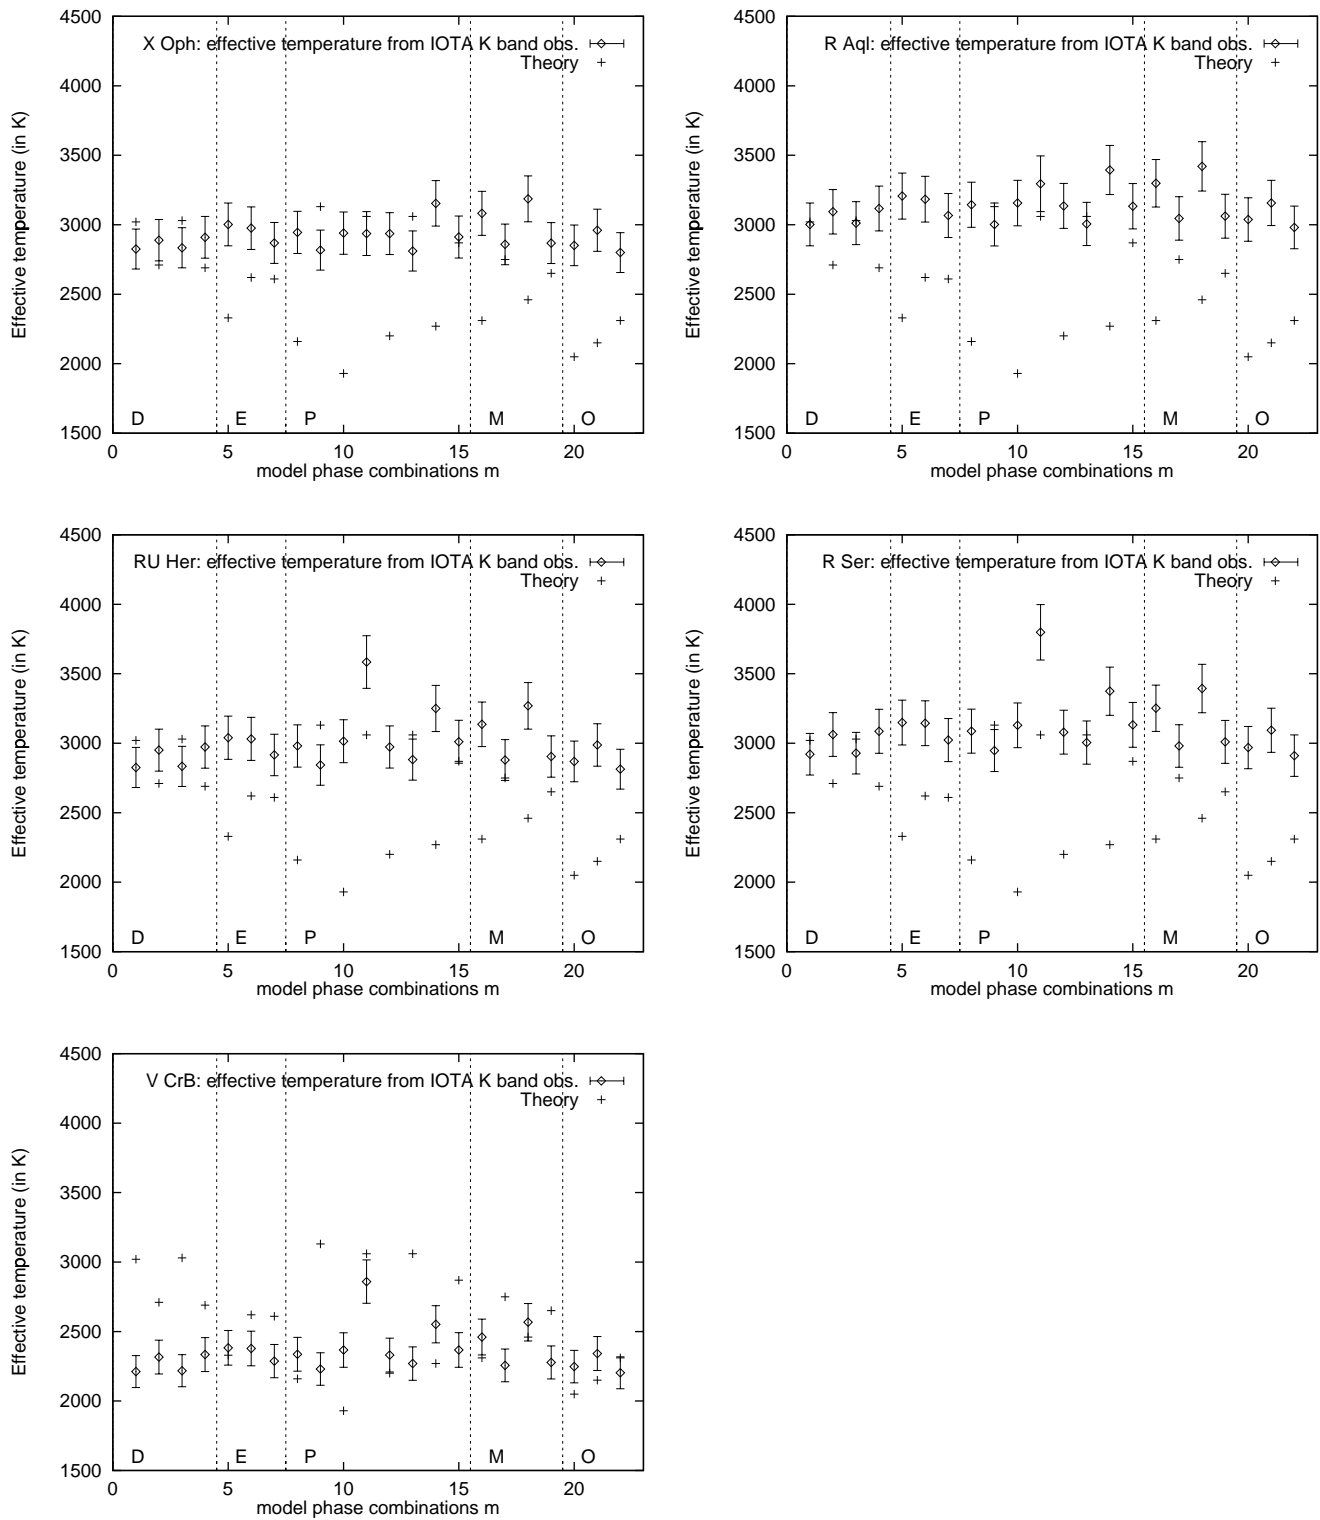 4500
4000
3500
3000
2500
2000
1500
Effective temperature (in K)
X Oph: effective temperature from IOTA K band obs.
Theory
D E P M O
0 5 10 15 20
model phase combinations m
4500
4000
3500
3000
2500
2000
1500
Effective temperature (in K)
R Aql: effective temperature from IOTA K band obs.
Theory
D E P M O
0 5 10 15 20
model phase combinations m
4500
4000
3500
3000
2500
2000
1500
Effective temperature (in K)
RU Her: effective temperature from IOTA K band obs.
Theory
D E P M O
0 5 10 15 20
model phase combinations m
4500
4000
3500
3000
2500
2000
1500
Effective temperature (in K)
R Ser: effective temperature from IOTA K band obs.
Theory
D E P M O
0 5 10 15 20
model phase combinations m
4500
4000
3500
3000
2500
2000
1500
Effective temperature (in K)
V CrB: effective temperature from IOTA K band obs.
Theory
D E P M O
0 5 10 15 20
model phase combinations m